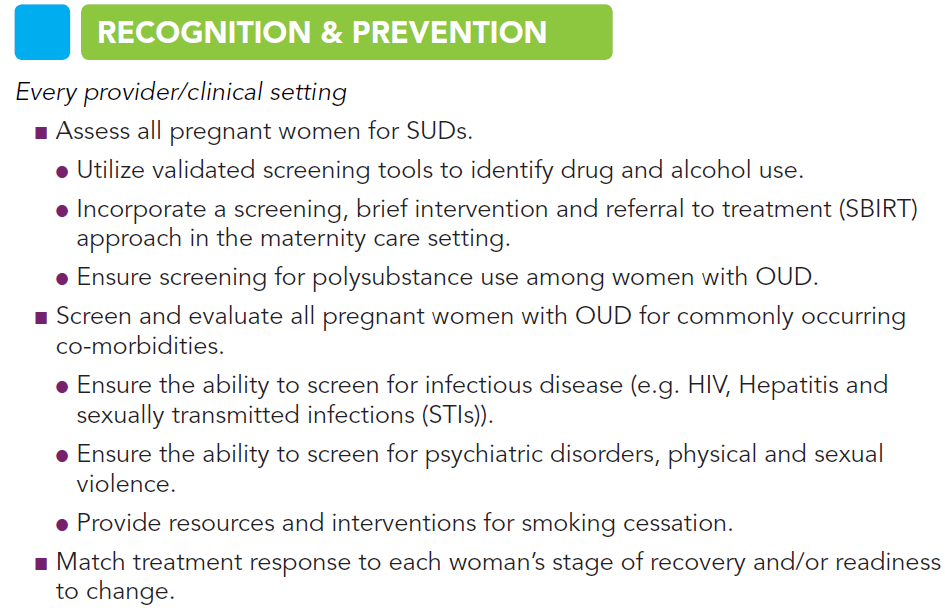 RECOGNITION & PREVENTION
Every provider/clinical setting
■ Assess all pregnant women for SUDs.
● Utilize validated screening tools to identify drug and alcohol use.
● Incorporate a screening, brief intervention and referral to treatment (SBIRT)
approach in the maternity care setting.
● Ensure screening for polysubstance use among women with OUD.
■ Screen and evaluate all pregnant women with OUD for commonly occurring
co-morbidities.
● Ensure the ability to screen for infectious disease (e.g. HIV, Hepatitis and
sexually transmitted infections (STIs)).
● Ensure the ability to screen for psychiatric disorders, physical and sexual
violence.
● Provide resources and interventions for smoking cessation.
■ Match treatment response to each woman’s stage of recovery and/or readiness
to change.